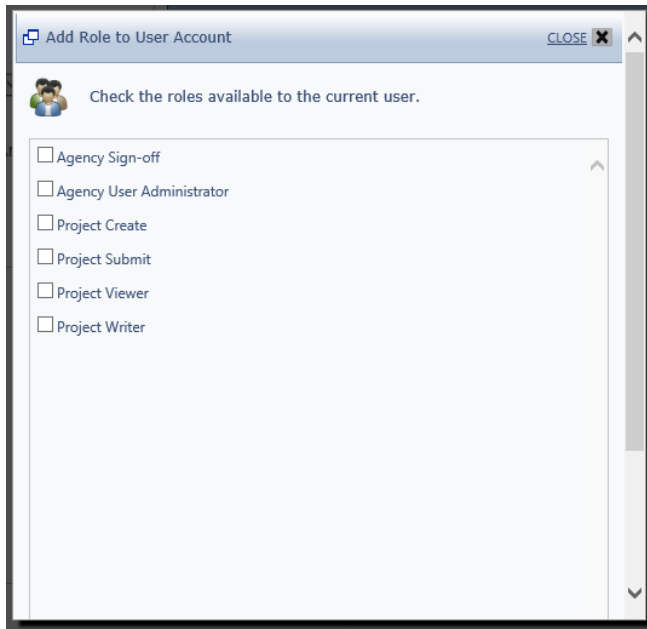 Add Role to User Account CLOSE
Check the roles available to the current user.
Agency Sign-off
Agency User Administrator
Project Create
Project Submit
Project Viewer
Project Writer